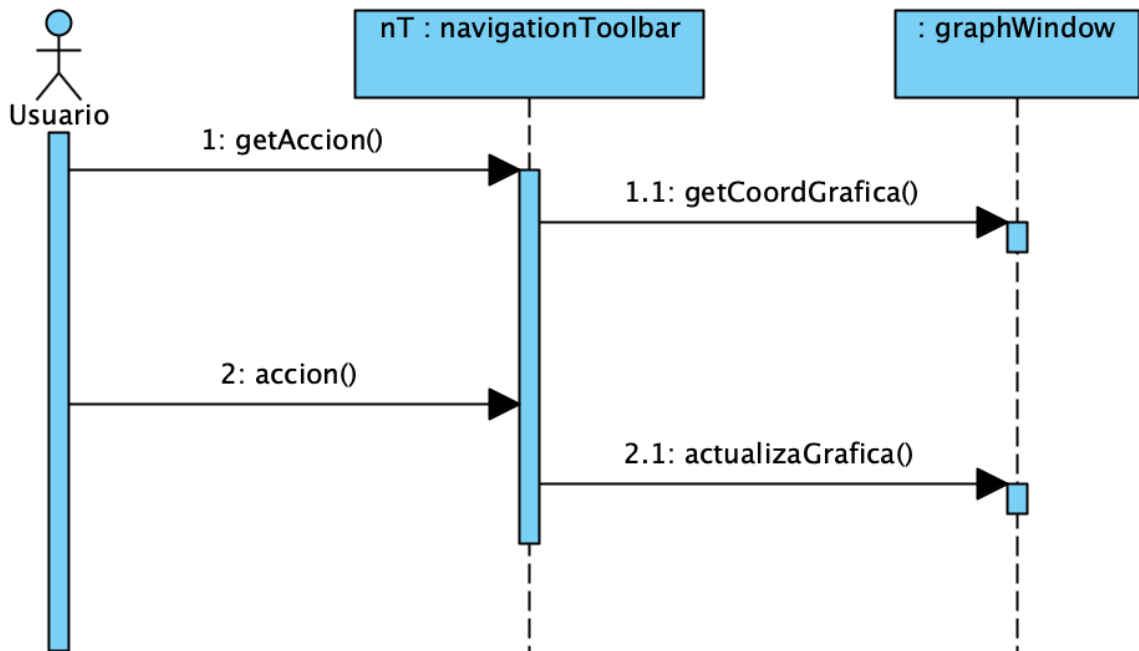 nT : navigationToolbar
: graphWindow
Usuario
1: getAccion()
1.1: getCoordGrafica()
2: accion()
2.1: actualizaGrafica()